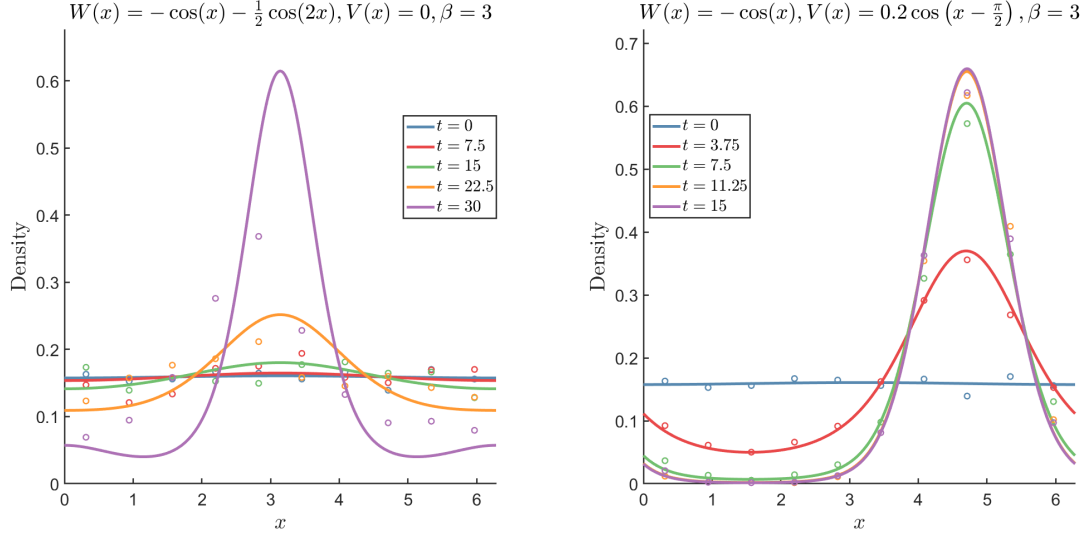 W(x) = − cos(x) − ½ cos(2x), V(x) = 0, β = 3
0.6
0.5
0.4
0.3
0.2
0.1
0
Density
t = 0
t = 7.5
t = 15
t = 22.5
t = 30
0 1 2 3 4 5 6
x
W(x) = − cos(x), V(x) = 0.2 cos (x − π/2), β = 3
0.7
0.6
0.5
0.4
0.3
0.2
0.1
0
Density
t = 0
t = 3.75
t = 7.5
t = 11.25
t = 15
0 1 2 3 4 5 6
x